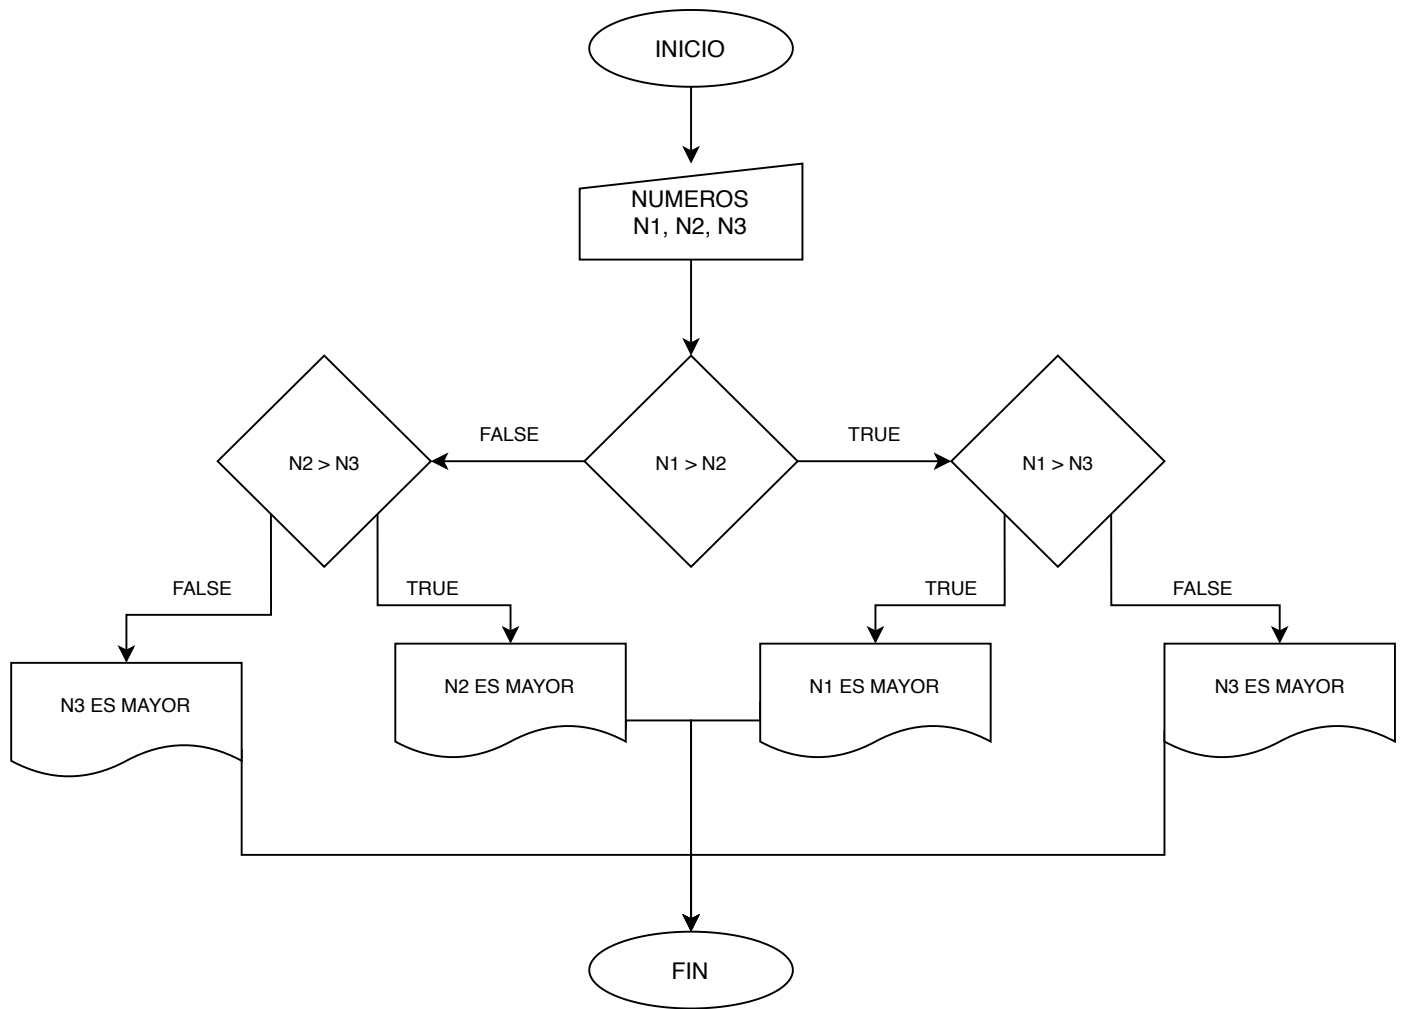 INICIO
NUMEROS
N1, N2, N3
FALSE
TRUE
N2 > N3
N1 > N2
N1 > N3
FALSE
TRUE
TRUE
FALSE
N3 ES MAYOR
N2 ES MAYOR
N1 ES MAYOR
N3 ES MAYOR
FIN